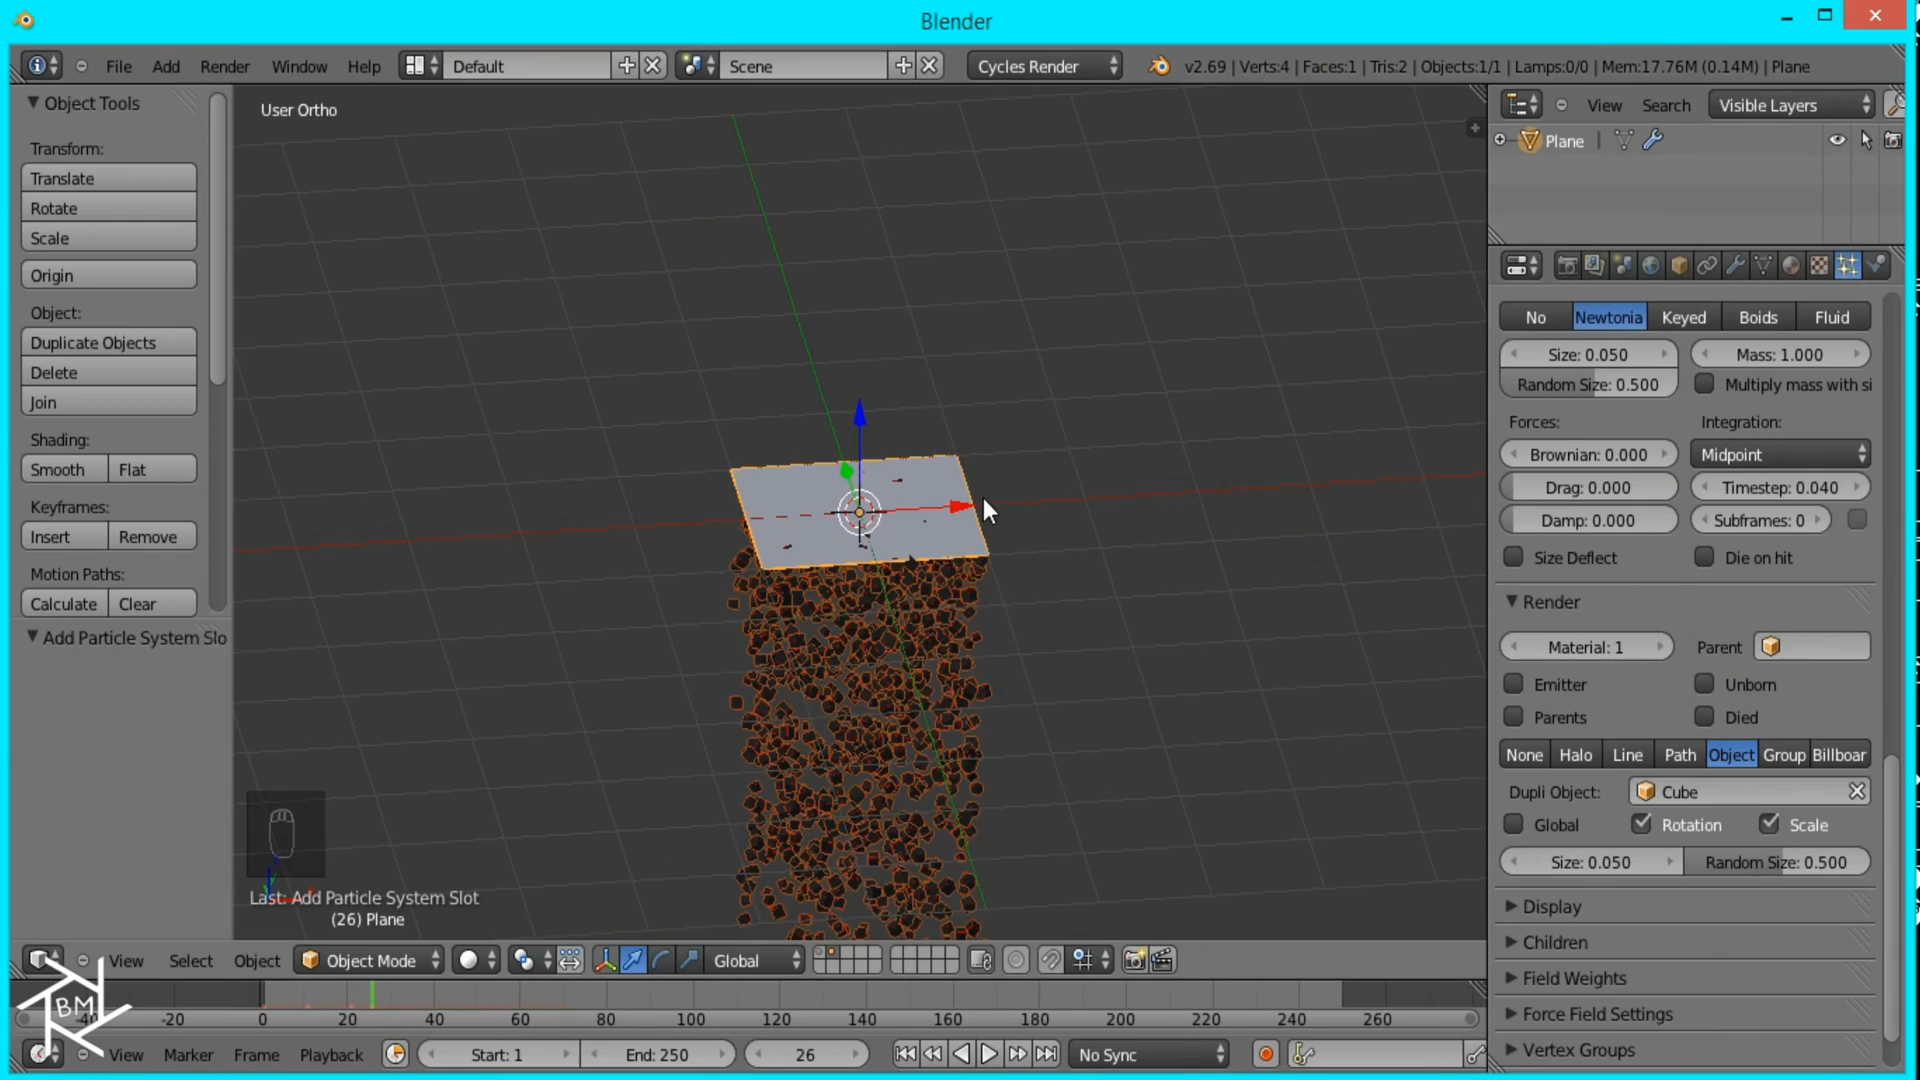 Blender
File Add Render Window Help Default Scene Cycles Render v2.69 | Verts:4 | Faces:1 | Tris:2 | Objects:1/1 | Lamps:0/0 | Mem:17.76M (0.14M) | Plane
Object Tools
Transform:
Translate
Rotate
Scale
Origin
Object:
Duplicate Objects
Delete
Join
Shading:
Smooth Flat
Keyframes:
Insert Remove
Motion Paths:
Calculate Clear
Add Particle System Slo
User Ortho
Last: Add Particle System Slot
(26) Plane
View Search Visible Layers
Plane
No Newtonia Keyed Boids Fluid
Size: 0.050 Mass: 1.000
Random Size: 0.500 Multiply mass with si
Forces: Integration:
Brownian: 0.000 Midpoint
Drag: 0.000 Timestep: 0.040
Damp: 0.000 Subframes: 0
Size Deflect Die on hit
Render
Material: 1 Parent
Emitter Unborn
Parents Died
None Halo Line Path Object Group Billboar
Dupli Object: Cube
Global Rotation Scale
Size: 0.050 Random Size: 0.500
Display
Children
Field Weights
Force Field Settings
Vertex Groups
View Select Object Object Mode Global
BM
-40 -20 0 20 40 60 80 100 120 140 160 180 200 220 240 260
View Marker Frame Playback Start: 1 End: 250 26 No Sync